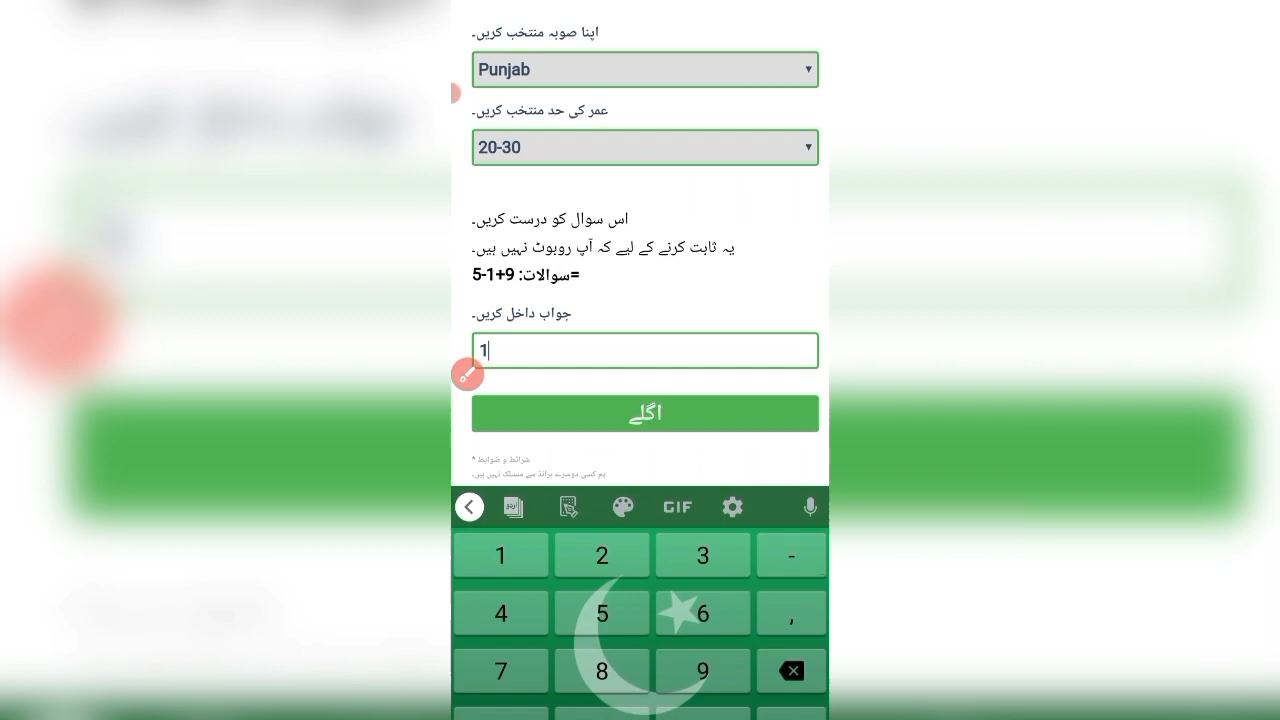 اپنا صوبہ منتخب کریں۔
Punjab
عمر کی حد منتخب کریں۔
20-30
اس سوال کو درست کریں۔
یہ ثابت کرنے کے لیے کہ آپ روبوٹ نہیں ہیں۔
5-1+9 :سوالات=
جواب داخل کریں۔
1
اگلے
* شرائط و ضوابط
ہم کسی دوسرے برانڈ سے منسلک نہیں ہیں۔
اردو GIF
1 2 3 -
4 5 6 ,
7 8 9